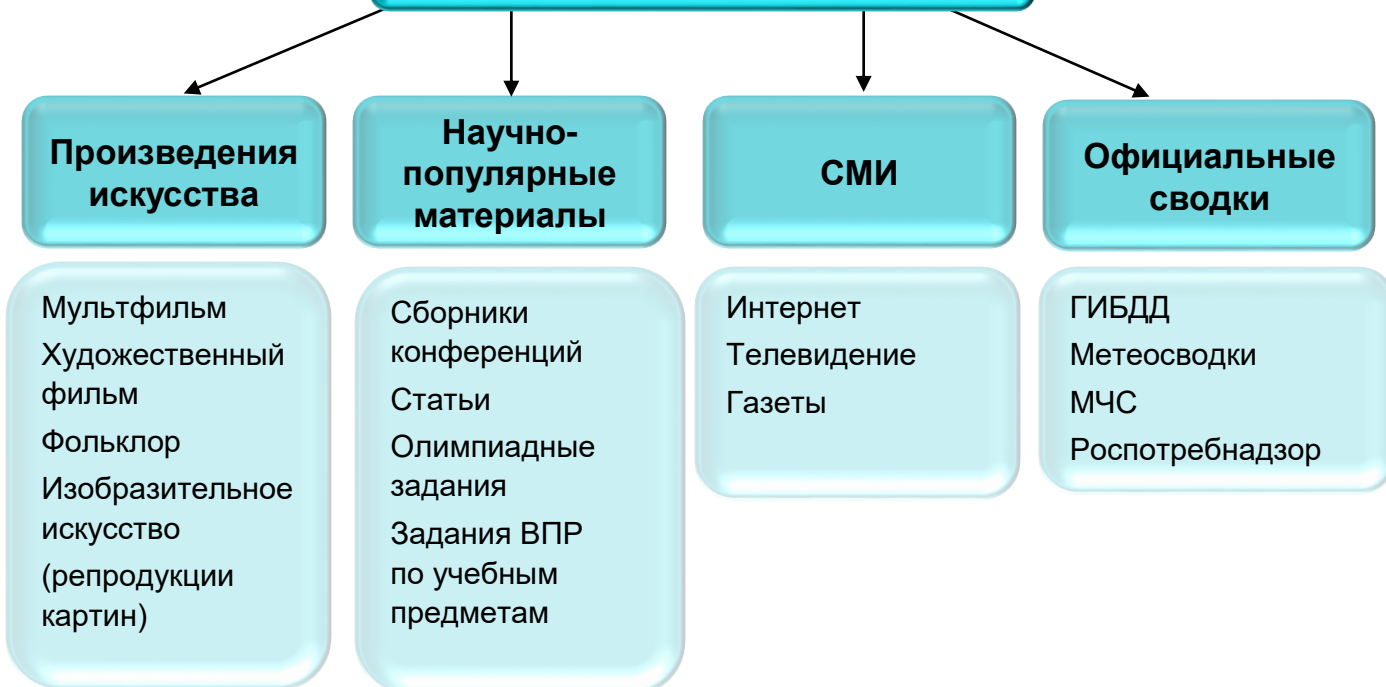 Произведения
искусства
Научно-
популярные
материалы
СМИ
Официальные
сводки
Мультфильм
Художественный
фильм
Фольклор
Изобразительное
искусство
(репродукции
картин)
Сборники
конференций
Статьи
Олимпиадные
задания
Задания ВПР
по учебным
предметам
Интернет
Телевидение
Газеты
ГИБДД
Метеосводки
МЧС
Роспотребнадзор